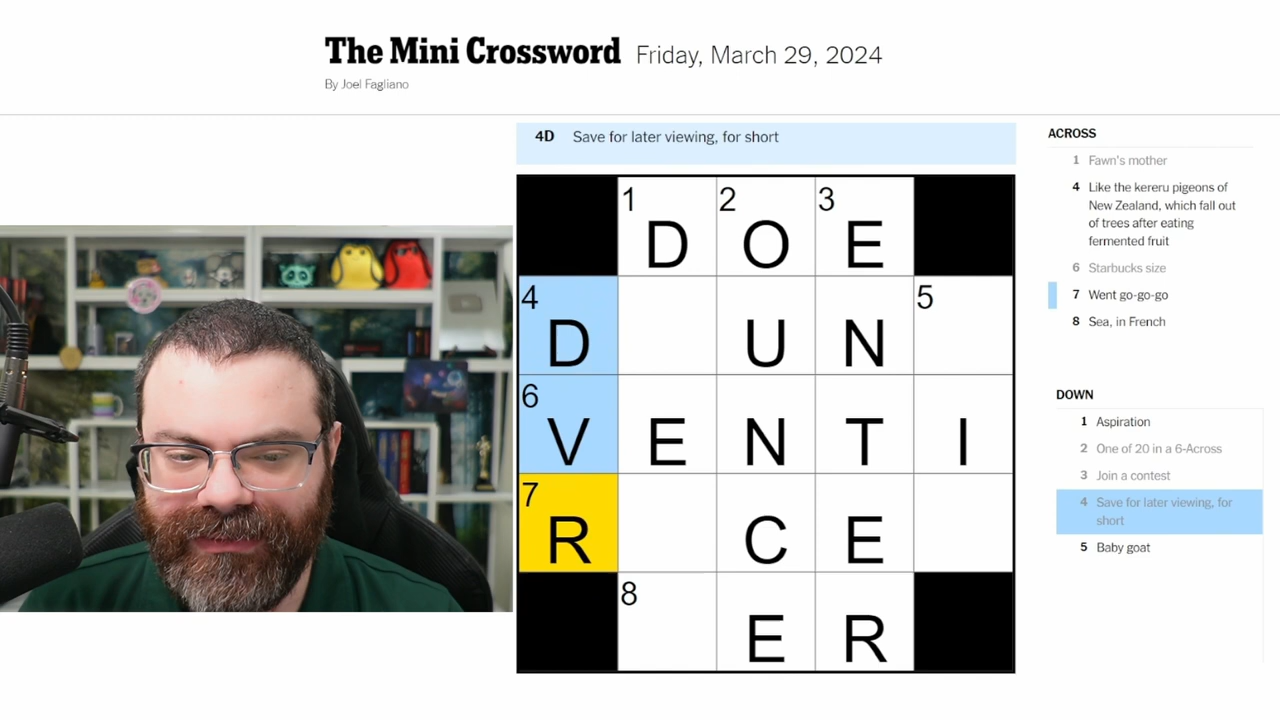 The Mini Crossword Friday, March 29, 2024
By Joel Fagliano
4D Save for later viewing, for short
1 2 3
D O E
4 5
D U N
6
V E N T I
7
R C E
8
E R
ACROSS
1 Fawn's mother
4 Like the kereru pigeons of
New Zealand, which fall out
of trees after eating
fermented fruit
6 Starbucks size
7 Went go-go-go
8 Sea, in French
DOWN
1 Aspiration
2 One of 20 in a 6-Across
3 Join a contest
4 Save for later viewing, for
short
5 Baby goat